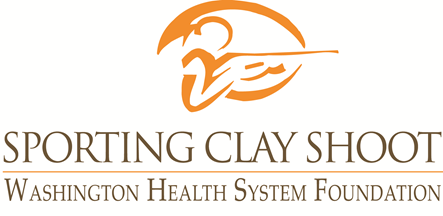 SPORTING CLAY SHOOT
WASHINGTON HEALTH SYSTEM FOUNDATION